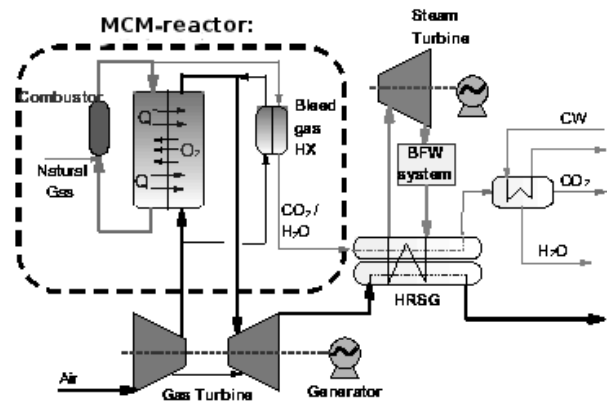 MCM-reactor:
Steam
Turbine
Combustor
Q
O₂
Q
Natural
Gas
Bleed
gas
HX
CO₂ /
H₂O
BFW
system
CW
CO₂
H₂O
HRSG
Air
Gas Turbine
Generator